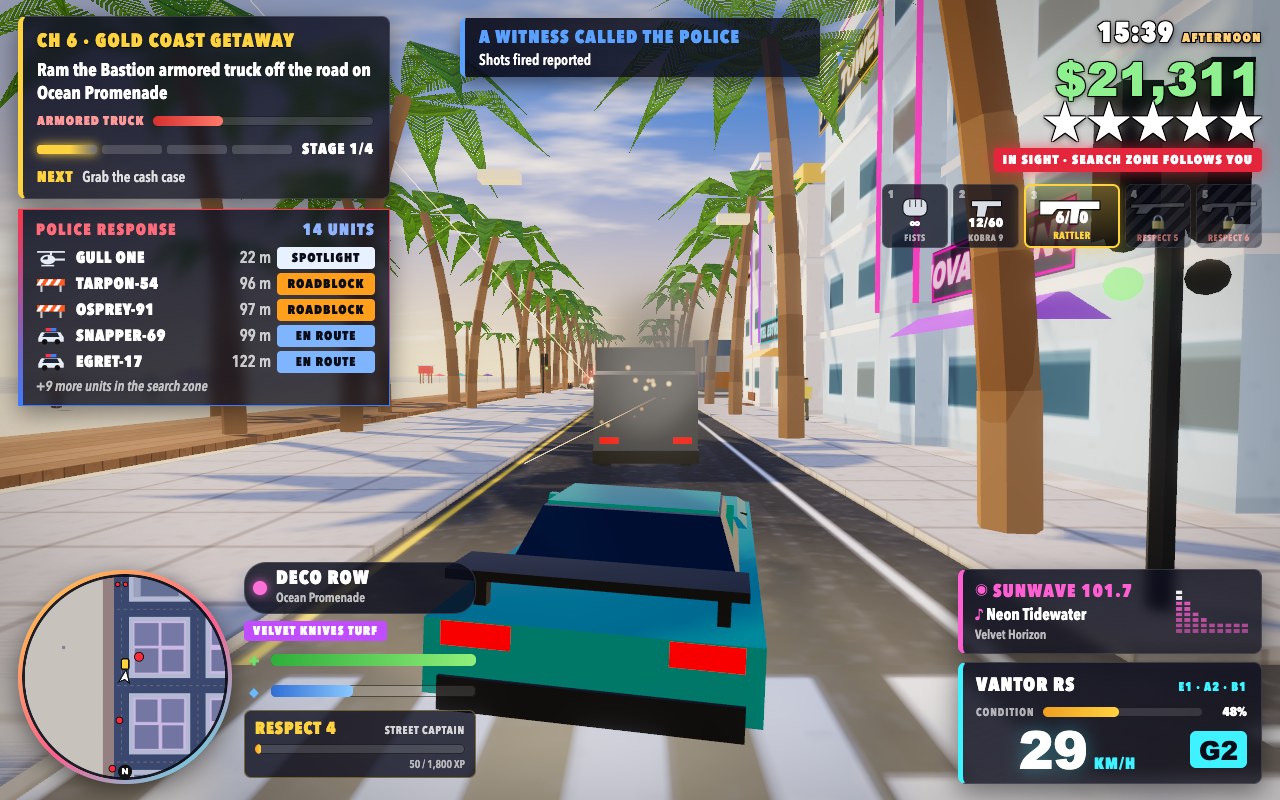 CH 6 · GOLD COAST GETAWAY
Ram the Bastion armored truck off the road on
Ocean Promenade
ARMORED TRUCK
STAGE 1/4
NEXT Grab the cash case
POLICE RESPONSE 14 UNITS
GULL ONE 22 m SPOTLIGHT
TARPON-54 96 m ROADBLOCK
OSPREY-91 97 m ROADBLOCK
SNAPPER-69 99 m EN ROUTE
EGRET-17 122 m EN ROUTE
+9 more units in the search zone
A WITNESS CALLED THE POLICE
Shots fired reported
15:39 AFTERNOON
$21,311
IN SIGHT · SEARCH ZONE FOLLOWS YOU
1 2 3 4 5
∞ 12/60 6/70
FISTS KOBRA 9 RATTLER RESPECT 5 RESPECT 6
N
DECO ROW
Ocean Promenade
VELVET KNIVES TURF
RESPECT 4 STREET CAPTAIN
50 / 1,800 XP
SUNWAVE 101.7
♪ Neon Tidewater
Velvet Horizon
VANTOR RS E1 · A2 · B1
CONDITION 48%
29 KM/H G2